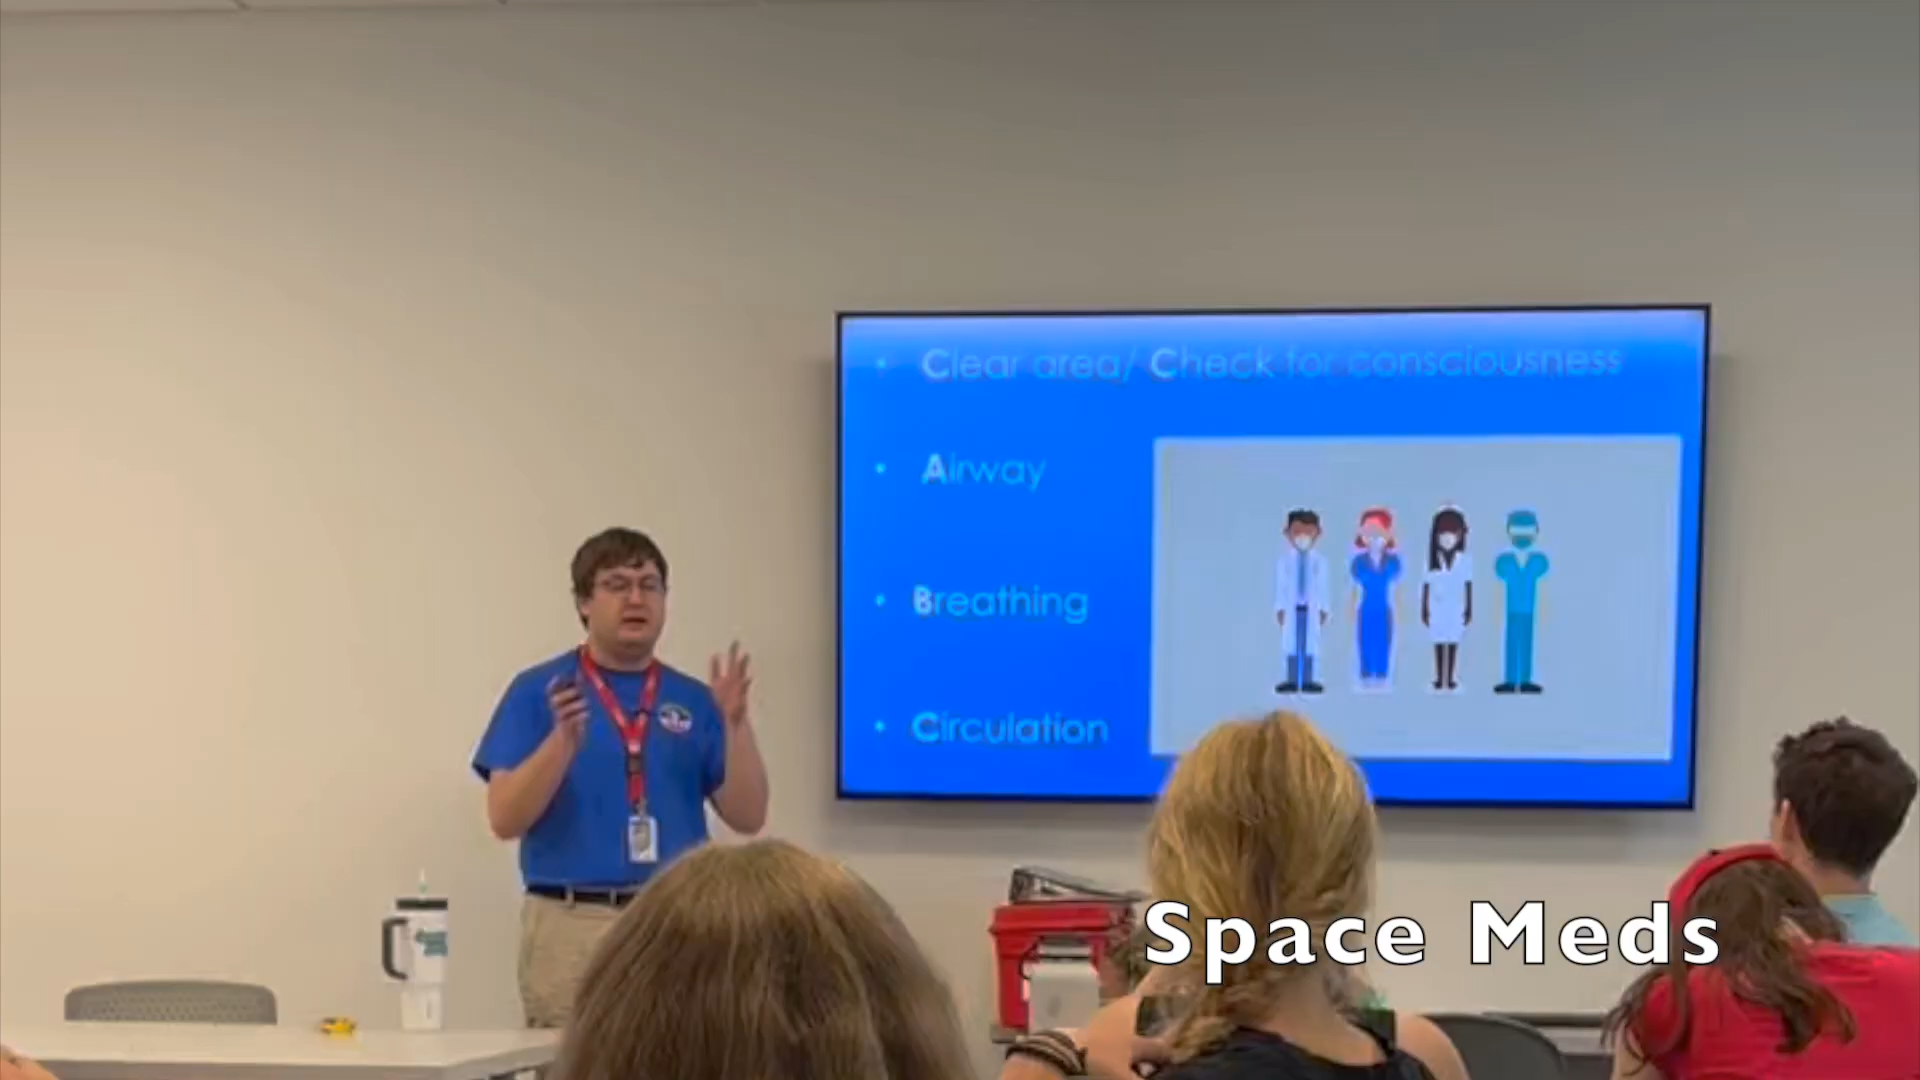 • Clear area/ Check for consciousness
• Airway
• Breathing
• Circulation
Space Meds